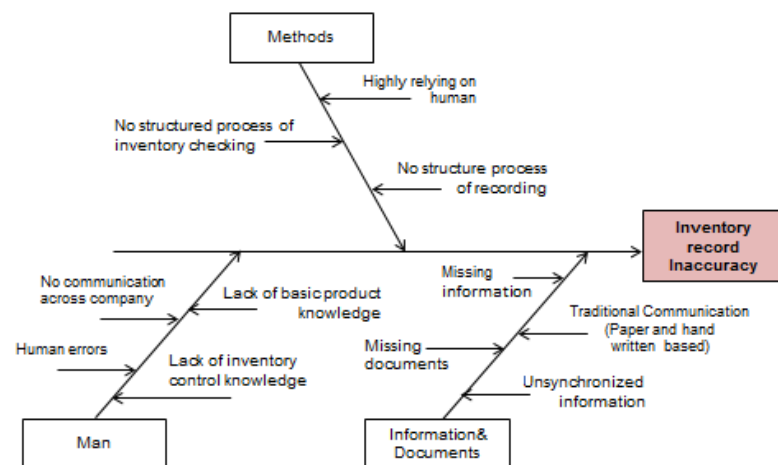 Methods
Highly relying on
human
No structured process of
inventory checking
No structure process
of recording
Inventory
record
Inaccuracy
No communication
across company
Lack of basic product
knowledge
Human errors
Lack of inventory
control knowledge
Man
Missing
information
Traditional Communication
(Paper and hand
written based)
Missing
documents
Unsynchronized
information
Information&
Documents